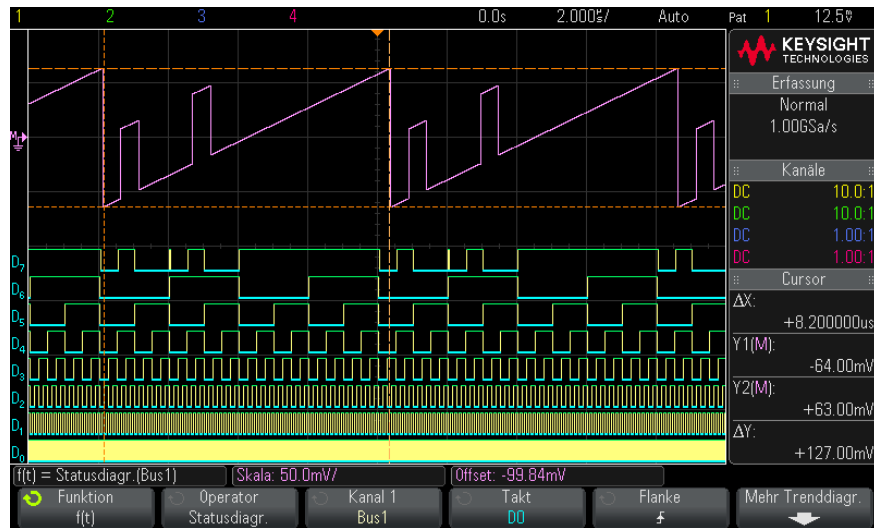 1 2 3 4 0.0s 2.000µs/ Auto Pat 1 12.5V
KEYSIGHT
TECHNOLOGIES
Erfassung
Normal
1.00GSa/s
Kanäle
DC 10.0:1
DC 10.0:1
DC 1.00:1
DC 1.00:1
Cursor
ΔX:
+8.200000us
Y1(M):
-64.00mV
Y2(M):
+63.00mV
ΔY:
+127.00mV
M
D7
D6
D5
D4
D3
D2
D1
D0
f(t) = Statusdiagr.(Bus1) Skala: 50.0mV/ Offset: -99.84mV
Funktion
f(t)
Operator
Statusdiagr.
Kanal 1
Bus1
Takt
D0
Flanke
Mehr Trenddiagr.